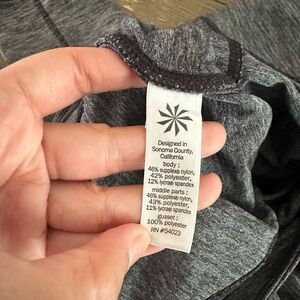 Designed in
Sonoma County,
California
body :
46% supplex® nylon,
42% polyester,
12% lycra® spandex
middle parts :
46% supplex® nylon,
43% polyester,
11% lycra® spandex
gusset :
100% polyester
RN #54023